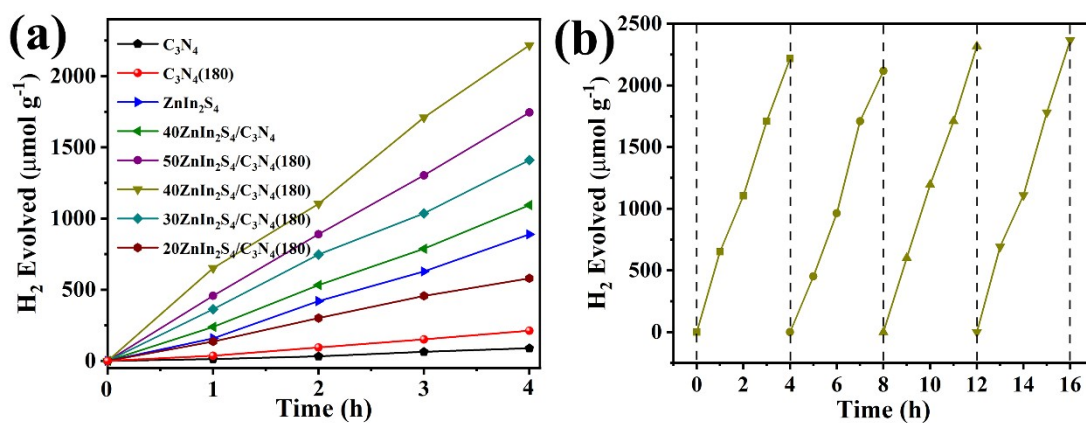 (a)
H₂ Evolved (μmol g⁻¹)
2000
1500
1000
500
0
C₃N₄
C₃N₄(180)
ZnIn₂S₄
40ZnIn₂S₄/C₃N₄
50ZnIn₂S₄/C₃N₄(180)
40ZnIn₂S₄/C₃N₄(180)
30ZnIn₂S₄/C₃N₄(180)
20ZnIn₂S₄/C₃N₄(180)
0 1 2 3 4
Time (h)
(b)
H₂ Evolved (μmol g⁻¹)
2500
2000
1500
1000
500
0
0 2 4 6 8 10 12 14 16
Time (h)